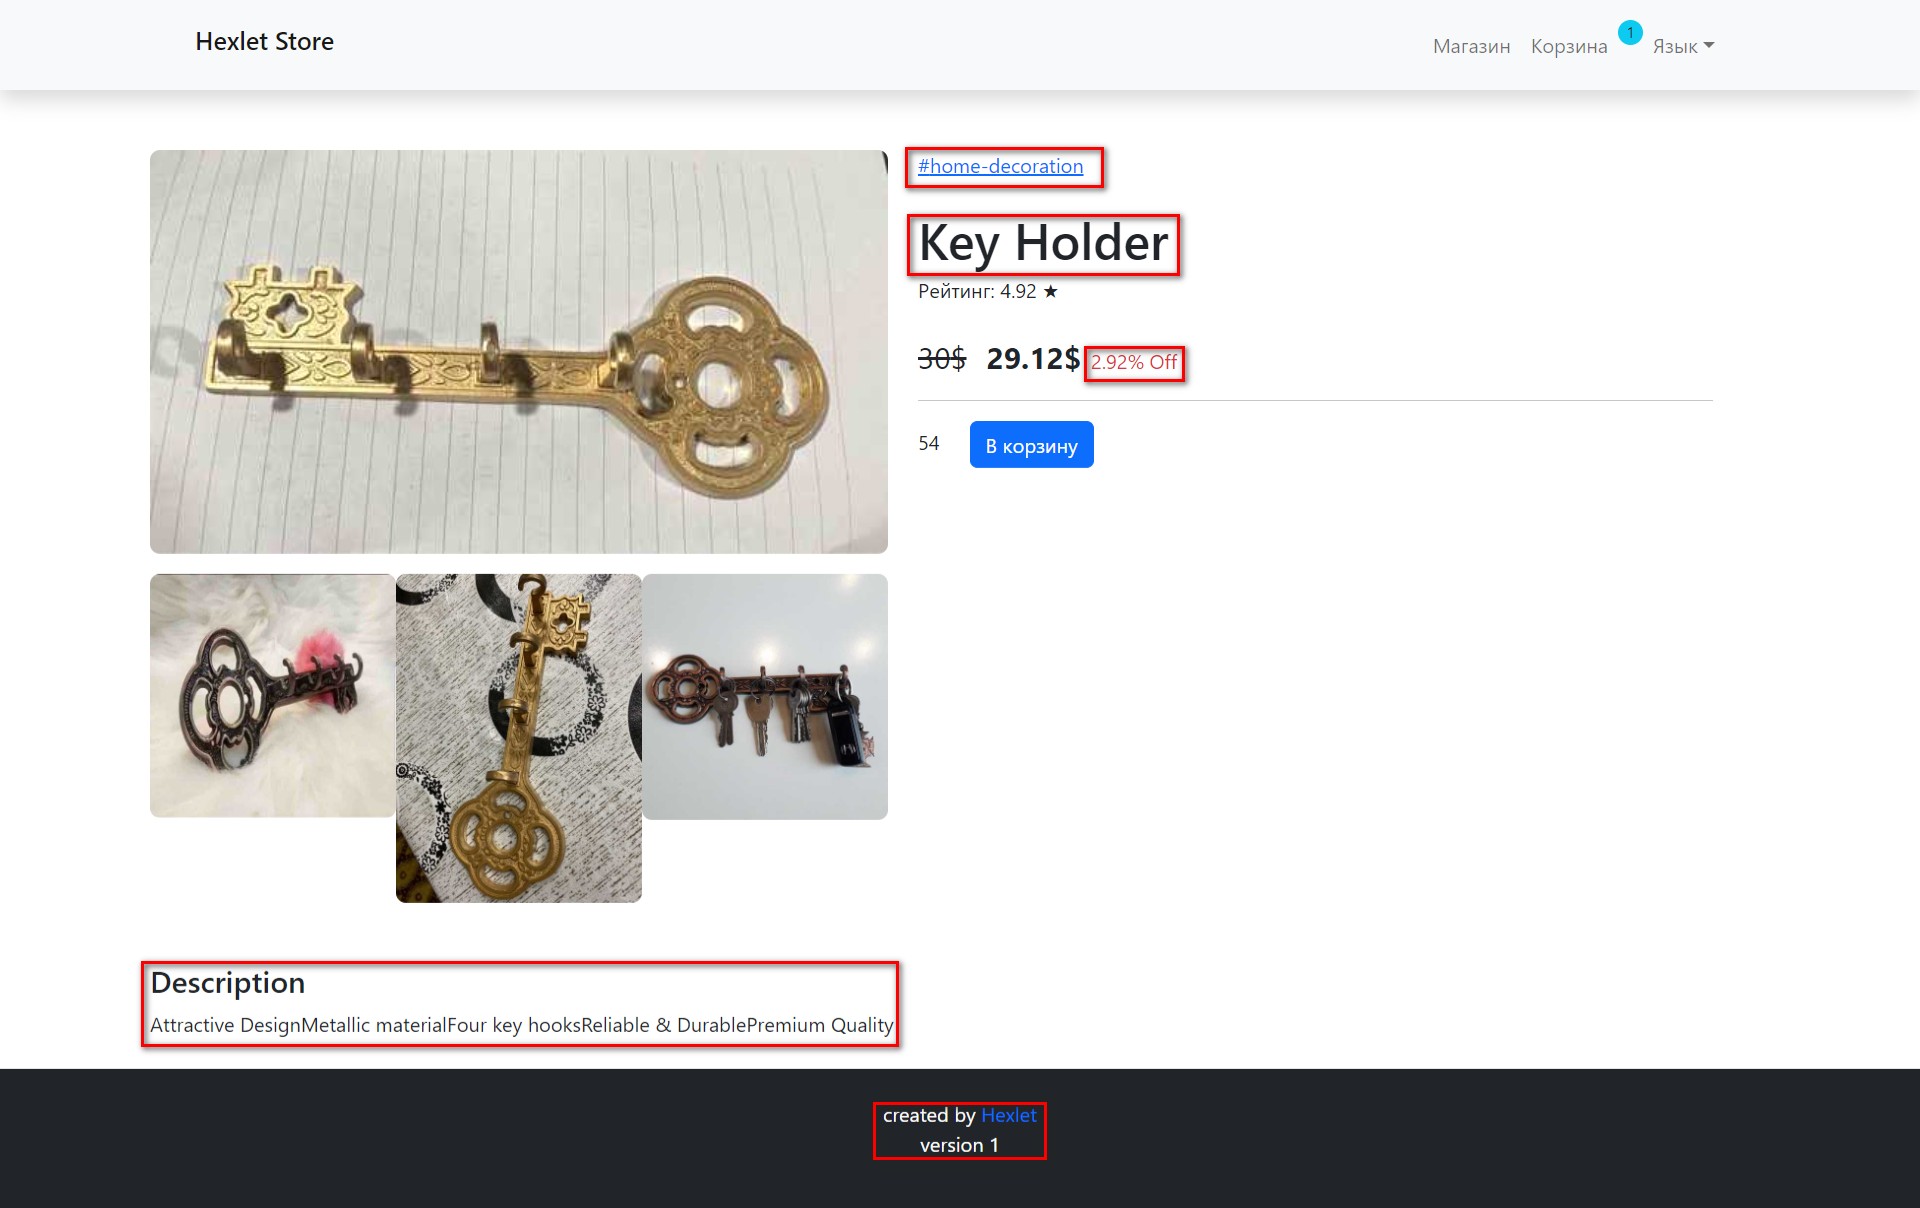 Hexlet Store
Магазин Корзина 1 Язык
#home-decoration
Key Holder
Рейтинг: 4.92 ★
30$ 29.12$ 2.92% Off
54 В корзину
Description
Attractive DesignMetallic materialFour key hooksReliable & DurablePremium Quality
created by Hexlet
version 1